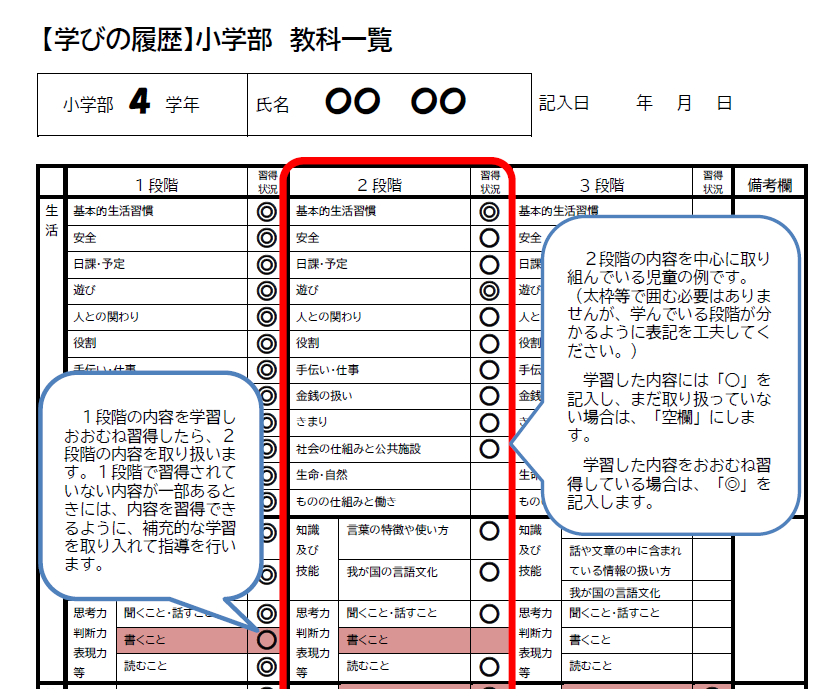 【学びの履歴】小学部 教科一覧
小学部 4 学年 氏名 〇〇 〇〇 記入日 年 月 日
１段階 習得状況 ２段階 習得状況 ３段階 習得状況 備考欄
生活 基本的生活習慣 ◎ 基本的生活習慣 ◎ 基本的生活習慣
安全 ◎ 安全 〇 安全
日課・予定 ◎ 日課・予定 〇 日課
遊び ◎ 遊び ◎ 遊び
人との関わり ◎ 人との関わり 〇 人と
役割 ◎ 役割 〇 役割
手伝い・仕事 ◎ 手伝い・仕事 〇 手伝
◎ 金銭の扱い 〇 金銭
◎ きまり 〇
◎ 社会の仕組みと公共施設 〇
◎ 生命・自然 生命
◎ ものの仕組みと働き もの
◎ 知識及び技能 言葉の特徴や使い方 〇 知識及び技能
話や文章の中に含まれ
ている情報の扱い方
◎ 我が国の言語文化 〇 我が国の言語文化
思考力判断力表現力等 聞くこと・話すこと ◎ 思考力判断力表現力等 聞くこと・話すこと 〇 思考力判断力表現力等 聞くこと・話すこと
書くこと 〇 書くこと 書くこと
読むこと ◎ 読むこと 〇 読むこと
１段階の内容を学習し
おおむね習得したら、２
段階の内容を取り扱いま
す。１段階で習得されて
いない内容が一部あると
きには、内容を習得でき
るように、補充的な学習
を取り入れて指導を行い
ます。
２段階の内容を中心に取り
組んでいる児童の例です。
（太枠等で囲む必要はありま
せんが、学んでいる段階が分
かるように表記を工夫してく
ださい。）
学習した内容には「〇」を
記入し、まだ取り扱っていな
い場合は、「空欄」にしま
す。
学習した内容をおおむね習
得している場合は、「◎」を
記入します。